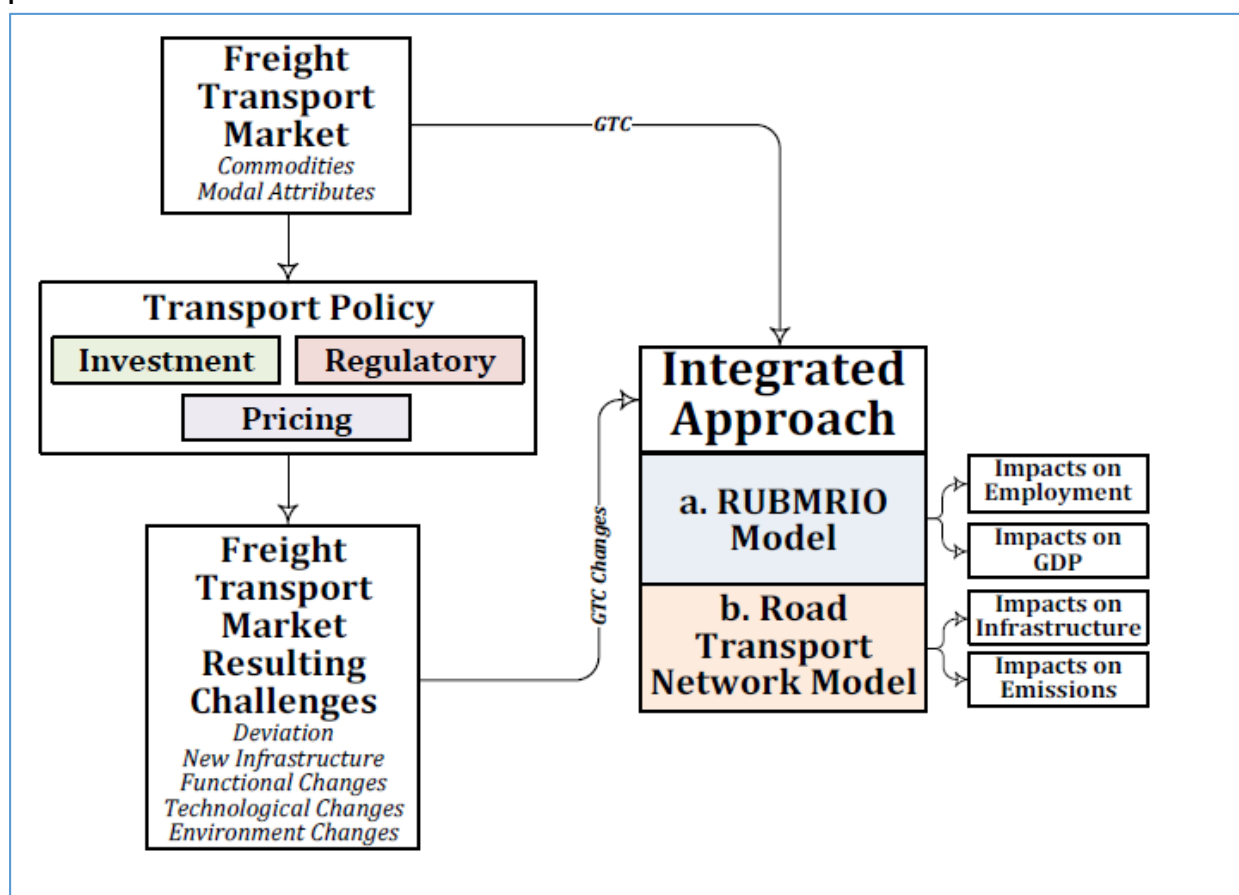 Freight
Transport
Market
Commodities
Modal Attributes
GTC
Transport Policy
Investment
Regulatory
Pricing
Freight
Transport
Market
Resulting
Challenges
Deviation
New Infrastructure
Functional Changes
Technological Changes
Environment Changes
GTC Changes
Integrated
Approach
a. RUBMRIO
Model
b. Road
Transport
Network Model
Impacts on
Employment
Impacts on
GDP
Impacts on
Infrastructure
Impacts on
Emissions